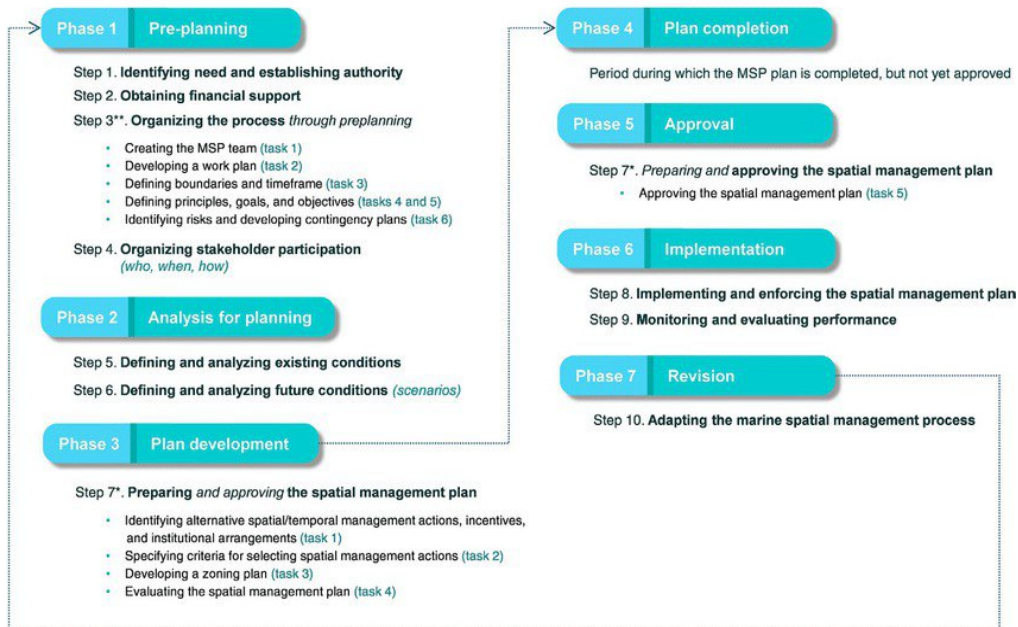 Phase 1 Pre-planning
Step 1. Identifying need and establishing authority
Step 2. Obtaining financial support
Step 3**. Organizing the process through preplanning
• Creating the MSP team (task 1)
• Developing a work plan (task 2)
• Defining boundaries and timeframe (task 3)
• Defining principles, goals, and objectives (tasks 4 and 5)
• Identifying risks and developing contingency plans (task 6)
Step 4. Organizing stakeholder participation
(who, when, how)
Phase 2 Analysis for planning
Step 5. Defining and analyzing existing conditions
Step 6. Defining and analyzing future conditions (scenarios)
Phase 3 Plan development
Step 7*. Preparing and approving the spatial management plan
• Identifying alternative spatial/temporal management actions, incentives,
and institutional arrangements (task 1)
• Specifying criteria for selecting spatial management actions (task 2)
• Developing a zoning plan (task 3)
• Evaluating the spatial management plan (task 4)
Phase 4 Plan completion
Period during which the MSP plan is completed, but not yet approved
Phase 5 Approval
Step 7*. Preparing and approving the spatial management plan
• Approving the spatial management plan (task 5)
Phase 6 Implementation
Step 8. Implementing and enforcing the spatial management plan
Step 9. Monitoring and evaluating performance
Phase 7 Revision
Step 10. Adapting the marine spatial management process